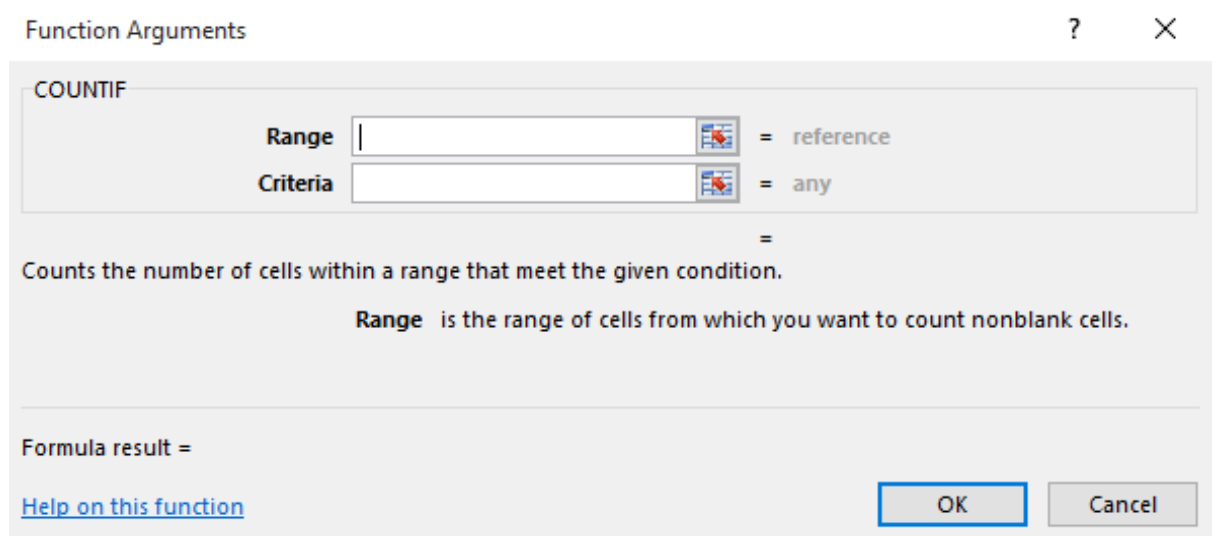 Function Arguments ?
COUNTIF
Range = reference
Criteria = any
=
Counts the number of cells within a range that meet the given condition.
Range is the range of cells from which you want to count nonblank cells.
Formula result =
Help on this function OK Cancel